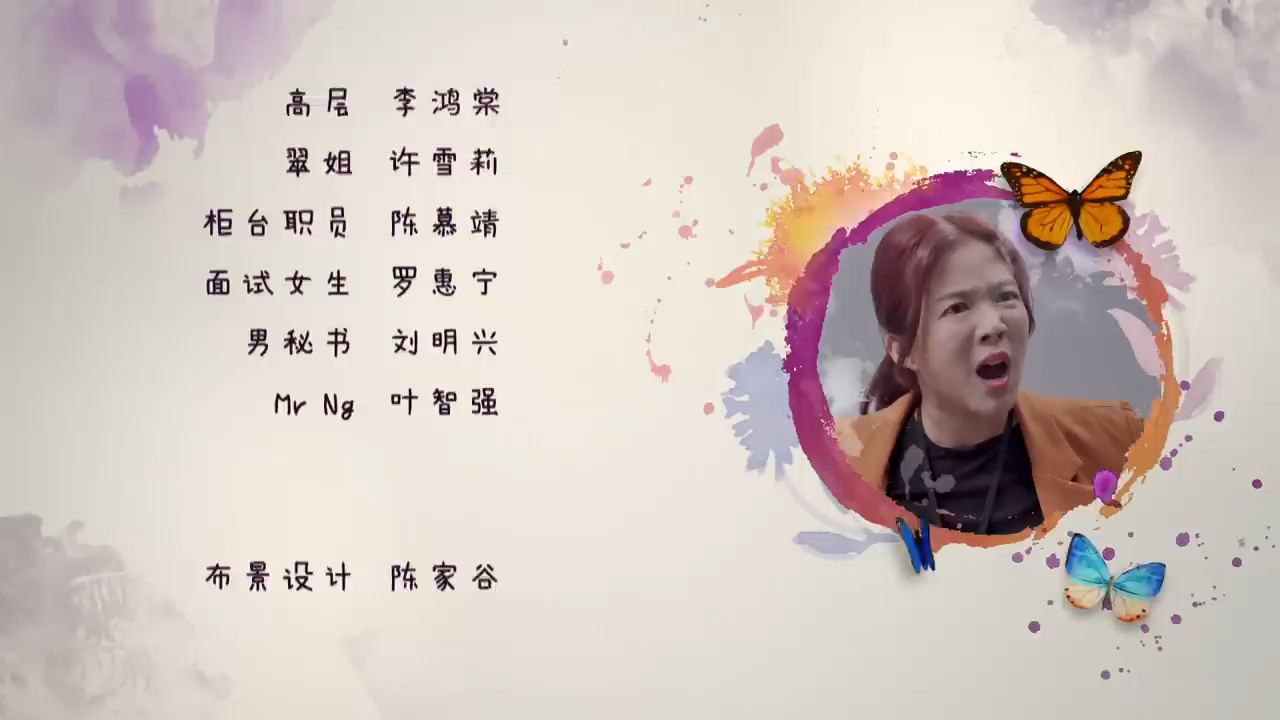 高层 李鸿棠
翠姐 许雪莉
柜台职员 陈慕靖
面试女生 罗惠宁
男秘书 刘明兴
Mr Ng 叶智强
布景设计 陈家谷